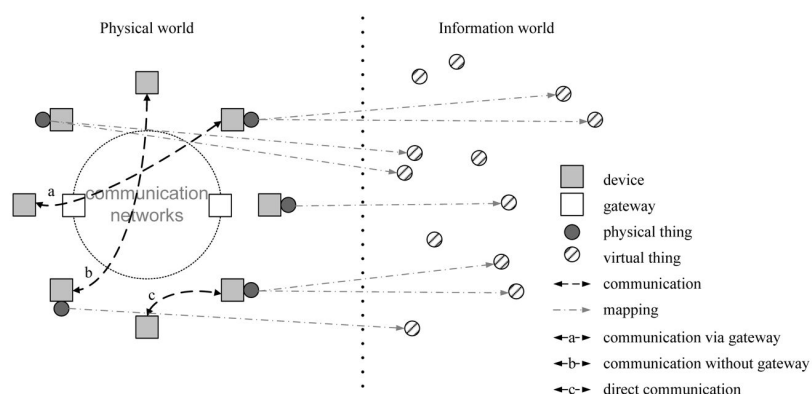 Physical world
Information world
a
communication
networks
b
c
device
gateway
physical thing
virtual thing
communication
mapping
a communication via gateway
b communication without gateway
c direct communication